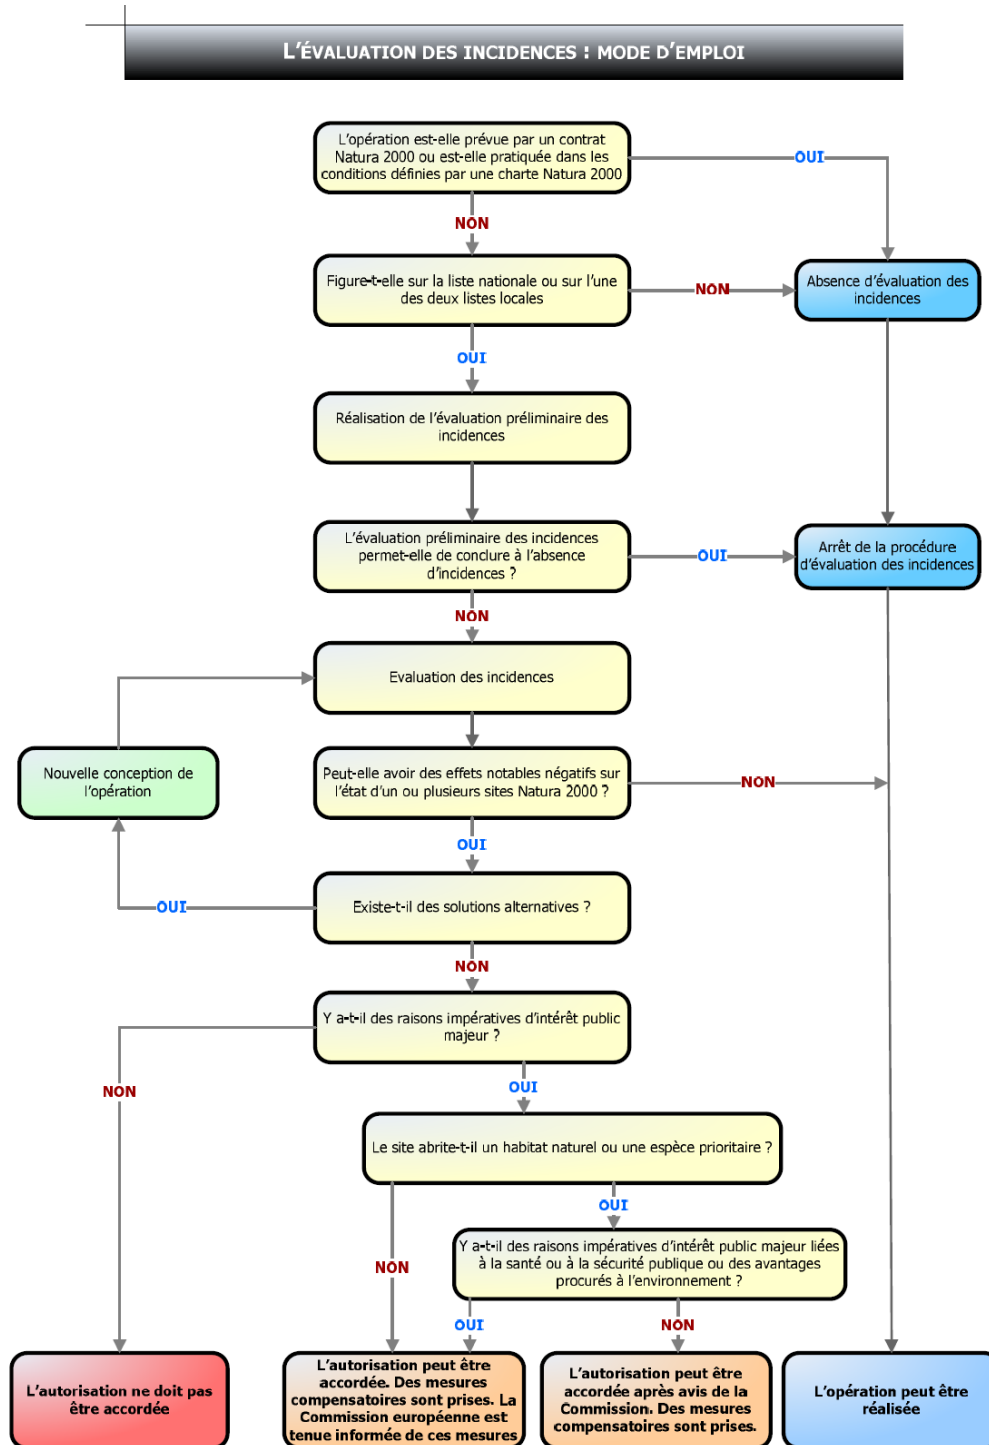 L'ÉVALUATION DES INCIDENCES : MODE D'EMPLOI
L'opération est-elle prévue par un contrat
Natura 2000 ou est-elle pratiquée dans les
conditions définies par une charte Natura 2000
OUI
NON
Figure-t-elle sur la liste nationale ou sur l'une
des deux listes locales
NON
Absence d'évaluation des
incidences
OUI
Réalisation de l'évaluation préliminaire des
incidences
L'évaluation préliminaire des incidences
permet-elle de conclure à l'absence
d'incidences ?
OUI
Arrêt de la procédure
d'évaluation des incidences
NON
Evaluation des incidences
Nouvelle conception de
l'opération
Peut-elle avoir des effets notables négatifs sur
l'état d'un ou plusieurs sites Natura 2000 ?
NON
OUI
Existe-t-il des solutions alternatives ?
OUI
NON
Y a-t-il des raisons impératives d'intérêt public
majeur ?
NON
OUI
Le site abrite-t-il un habitat naturel ou une espèce prioritaire ?
OUI
NON
Y a-t-il des raisons impératives d'intérêt public majeur liées
à la santé ou à la sécurité publique ou des avantages
procurés à l'environnement ?
OUI
NON
L'autorisation ne doit pas
être accordée
L'autorisation peut être
accordée. Des mesures
compensatoires sont prises. La
Commission européenne est
tenue informée de ces mesures
L'autorisation peut être
accordée après avis de la
Commission. Des mesures
compensatoires sont prises.
L'opération peut être
réalisée